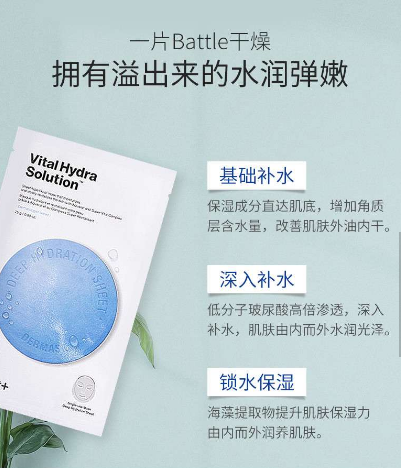 一片Battle干燥
拥有溢出来的水润弹嫩
Vital Hydra
Solution™
DEEP HYDRATION SHEET
DERMAS
基础补水
保湿成分直达肌底，增加角质
层含水量，改善肌肤外油内干。
深入补水
低分子玻尿酸高倍渗透，深入
补水，肌肤由内而外水润光泽。
锁水保湿
海藻提取物提升肌肤保湿力
由内而外润养肌肤。